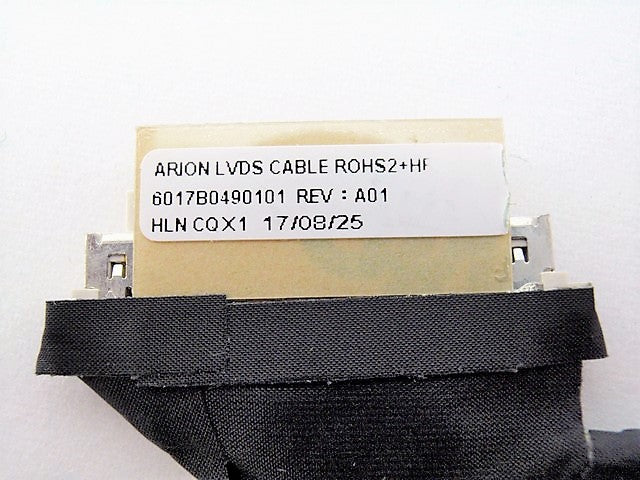 ARION LVDS CABLE ROHS2+HF
6017B0490101 REV : A01
HLN CQX1 17/08/25